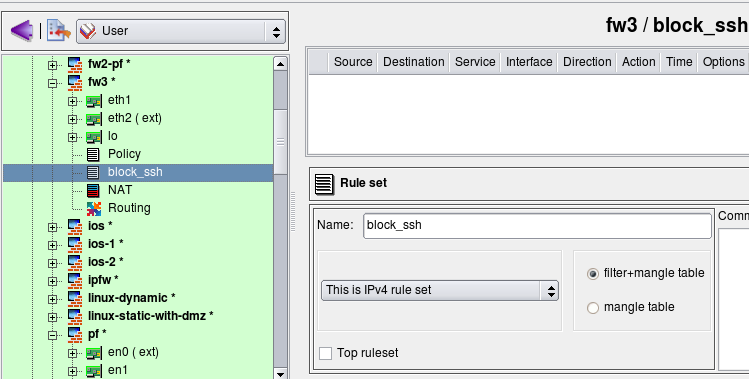 User
fw2-pf *
fw3 *
eth1
eth2 ( ext)
lo
Policy
block_ssh
NAT
Routing
ios *
ios-1 *
ios-2 *
ipfw *
linux-dynamic *
linux-static-with-dmz *
pf *
en0 ( ext)
en1
fw3 / block_ssh
Source Destination Service Interface Direction Action Time Options
Rule set
Name: block_ssh
Comm
This is IPv4 rule set
filter+mangle table
mangle table
Top ruleset